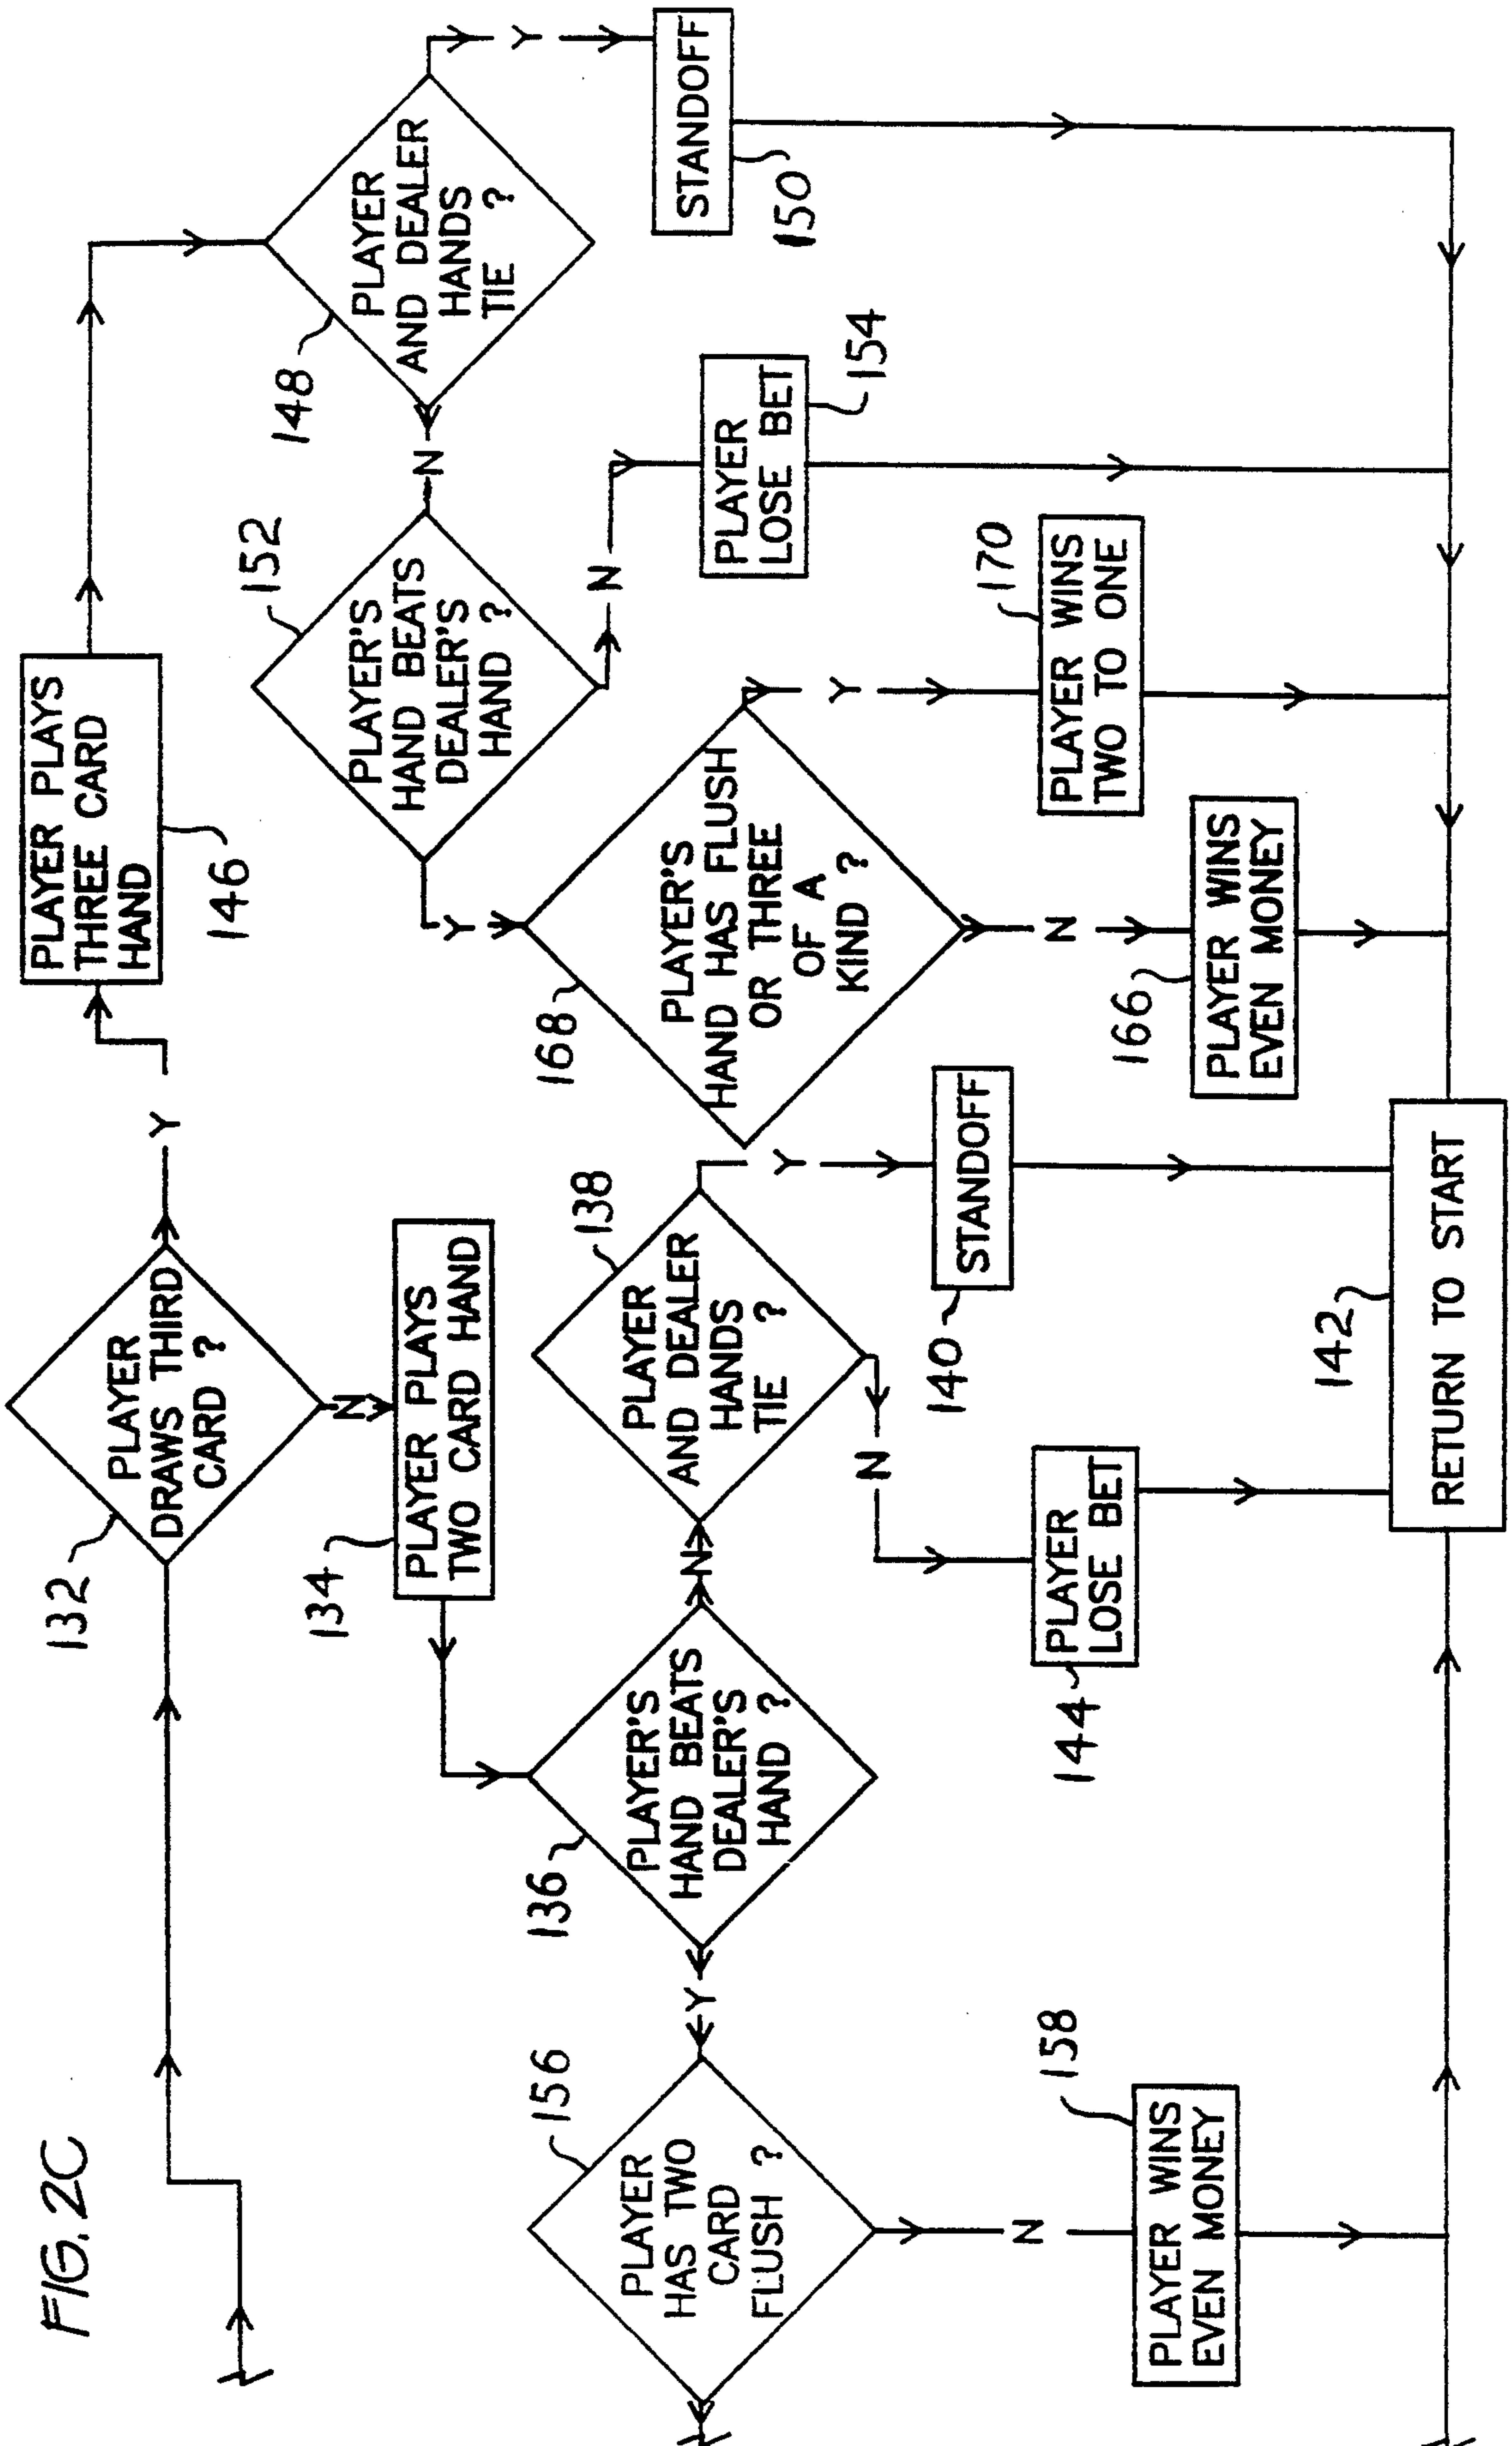 FIG. 2C
132
PLAYER
DRAWS THIRD
CARD ?
Y
N
PLAYER PLAYS
THREE CARD
HAND
146
134
PLAYER PLAYS
TWO CARD HAND
148
PLAYER
AND DEALER
HANDS
TIE ?
Y
N
STANDOFF
150
152
PLAYER'S
HAND BEATS
DEALER'S
HAND ?
N
Y
PLAYER
LOSE BET
154
168
PLAYER'S
HAND HAS FLUSH
OR THREE
OF A
KIND ?
Y
N
170
PLAYER WINS
TWO TO ONE
166
PLAYER WINS
EVEN MONEY
136
PLAYER'S
HAND BEATS
DEALER'S
HAND ?
N
Y
138
PLAYER
AND DEALER
HANDS
TIE ?
Y
N
140
STANDOFF
144
PLAYER
LOSE BET
156
PLAYER
HAS TWO
CARD
FLUSH ?
N
158
PLAYER WINS
EVEN MONEY
142
RETURN TO START